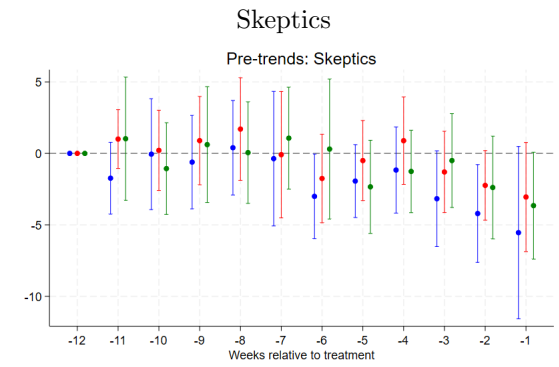 Skeptics
Pre-trends: Skeptics
5
0
-5
-10
-12 -11 -10 -9 -8 -7 -6 -5 -4 -3 -2 -1
Weeks relative to treatment